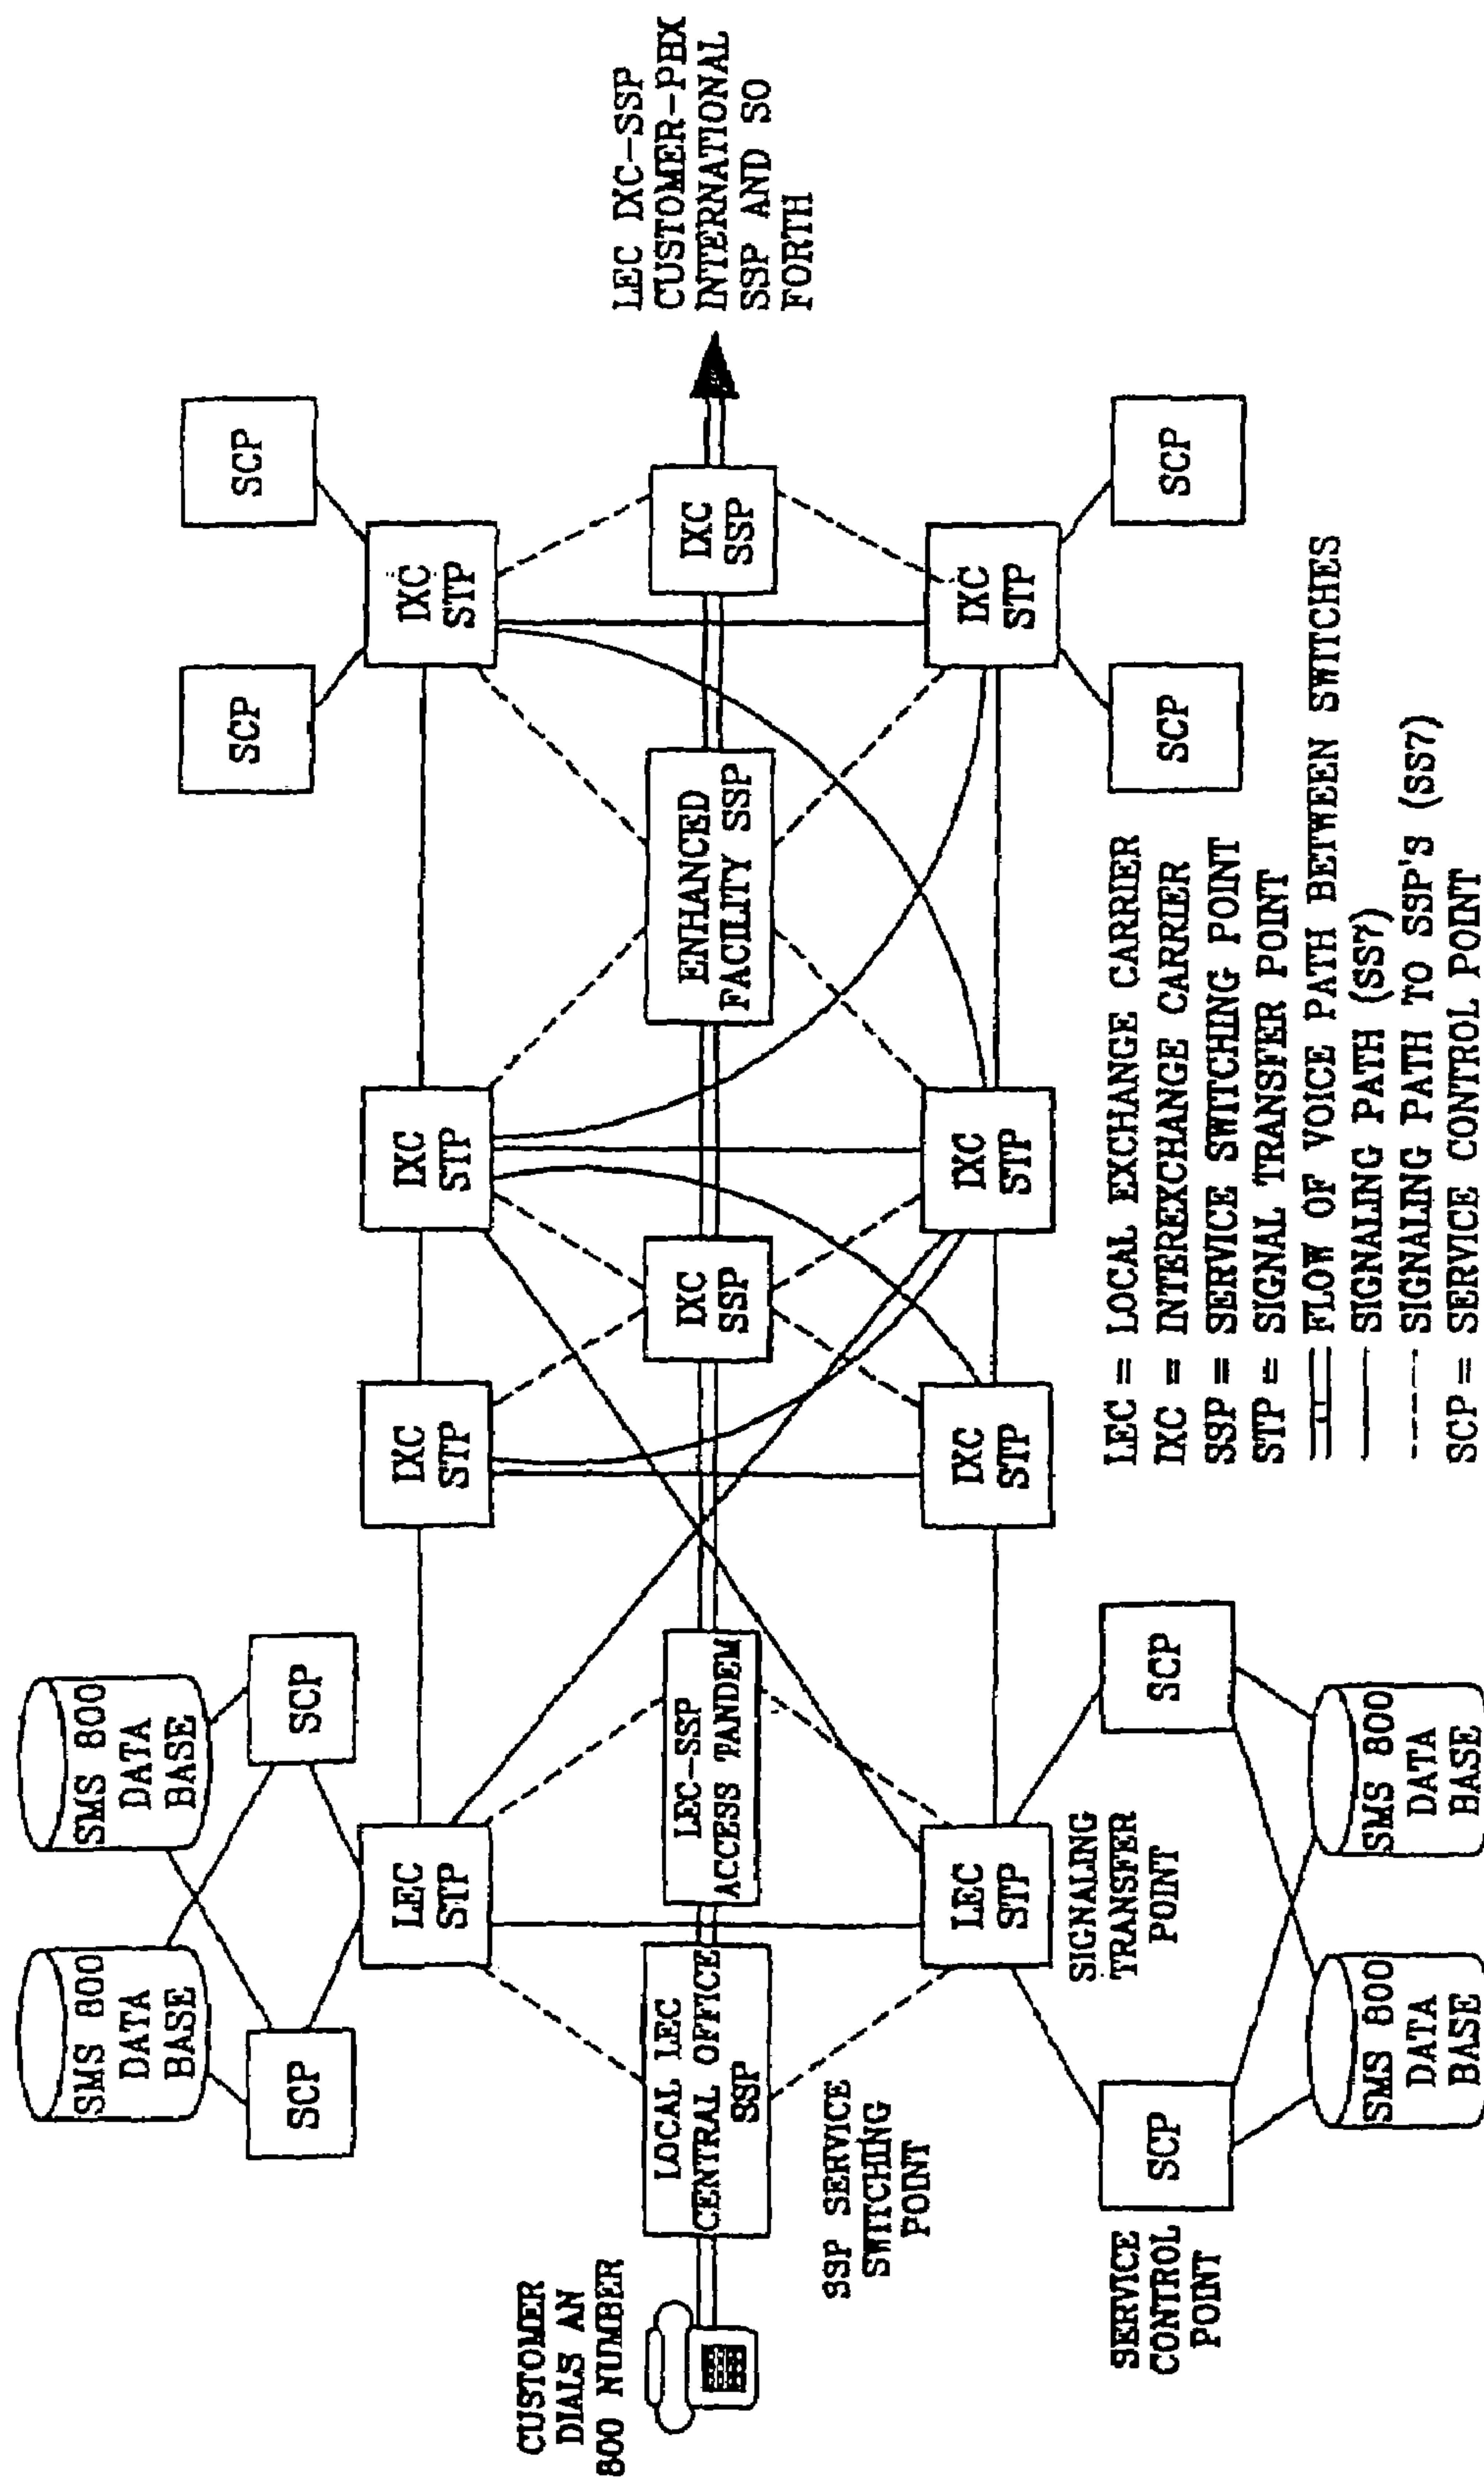 SMS 800
DATA
BASE
SMS 800
DATA
BASE
SCP
SCP
SCP
SCP
LEC
STP
IXC
STP
IXC
STP
IXC
STP
CUSTOMER
DIALS AN
800 NUMBER
LOCAL LEC
CENTRAL OFFICE
SSP
LEC-SSP
ACCESS TANDEM
IXC
SSP
ENHANCED
FACILITY SSP
IXC
SSP
LEC IXC-SSP
CUSTOMER-PBX
INTERNATIONAL
SSP AND SO
FORTH
SSP SERVICE
SWITCHING
POINT
LEC
STP
IXC
STP
IXC
STP
IXC
STP
SIGNALING
TRANSFER
POINT
SERVICE
CONTROL
POINT
SCP
SCP
SCP
SCP
SMS 800
DATA
BASE
SMS 800
DATA
BASE
LEC = LOCAL EXCHANGE CARRIER
IXC = INTEREXCHANGE CARRIER
SSP = SERVICE SWITCHING POINT
STP = SIGNAL TRANSFER POINT
FLOW OF VOICE PATH BETWEEN SWITCHES
SIGNALING PATH (SS7)
SIGNALING PATH TO SSP'S (SS7)
SCP = SERVICE CONTROL POINT